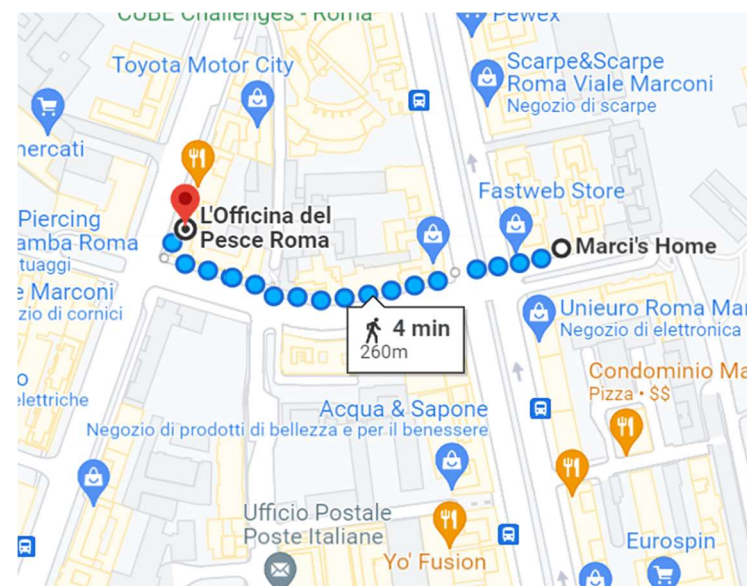 CUBE Challenges - Roma
Pewex
Toyota Motor City
Scarpe&Scarpe
Roma Viale Marconi
Negozio di scarpe
mercati
Fastweb Store
L'Officina del
Pesce Roma
Marci's Home
Piercing
amba Roma
tuaggi
e Marconi
zio di cornici
4 min
260m
Unieuro Roma Mar
Negozio di elettronica
Condominio Ma
Pizza • $$
o
elettriche
Acqua & Sapone
Negozio di prodotti di bellezza e per il benessere
Ufficio Postale
Poste Italiane
Yo' Fusion
Eurospin